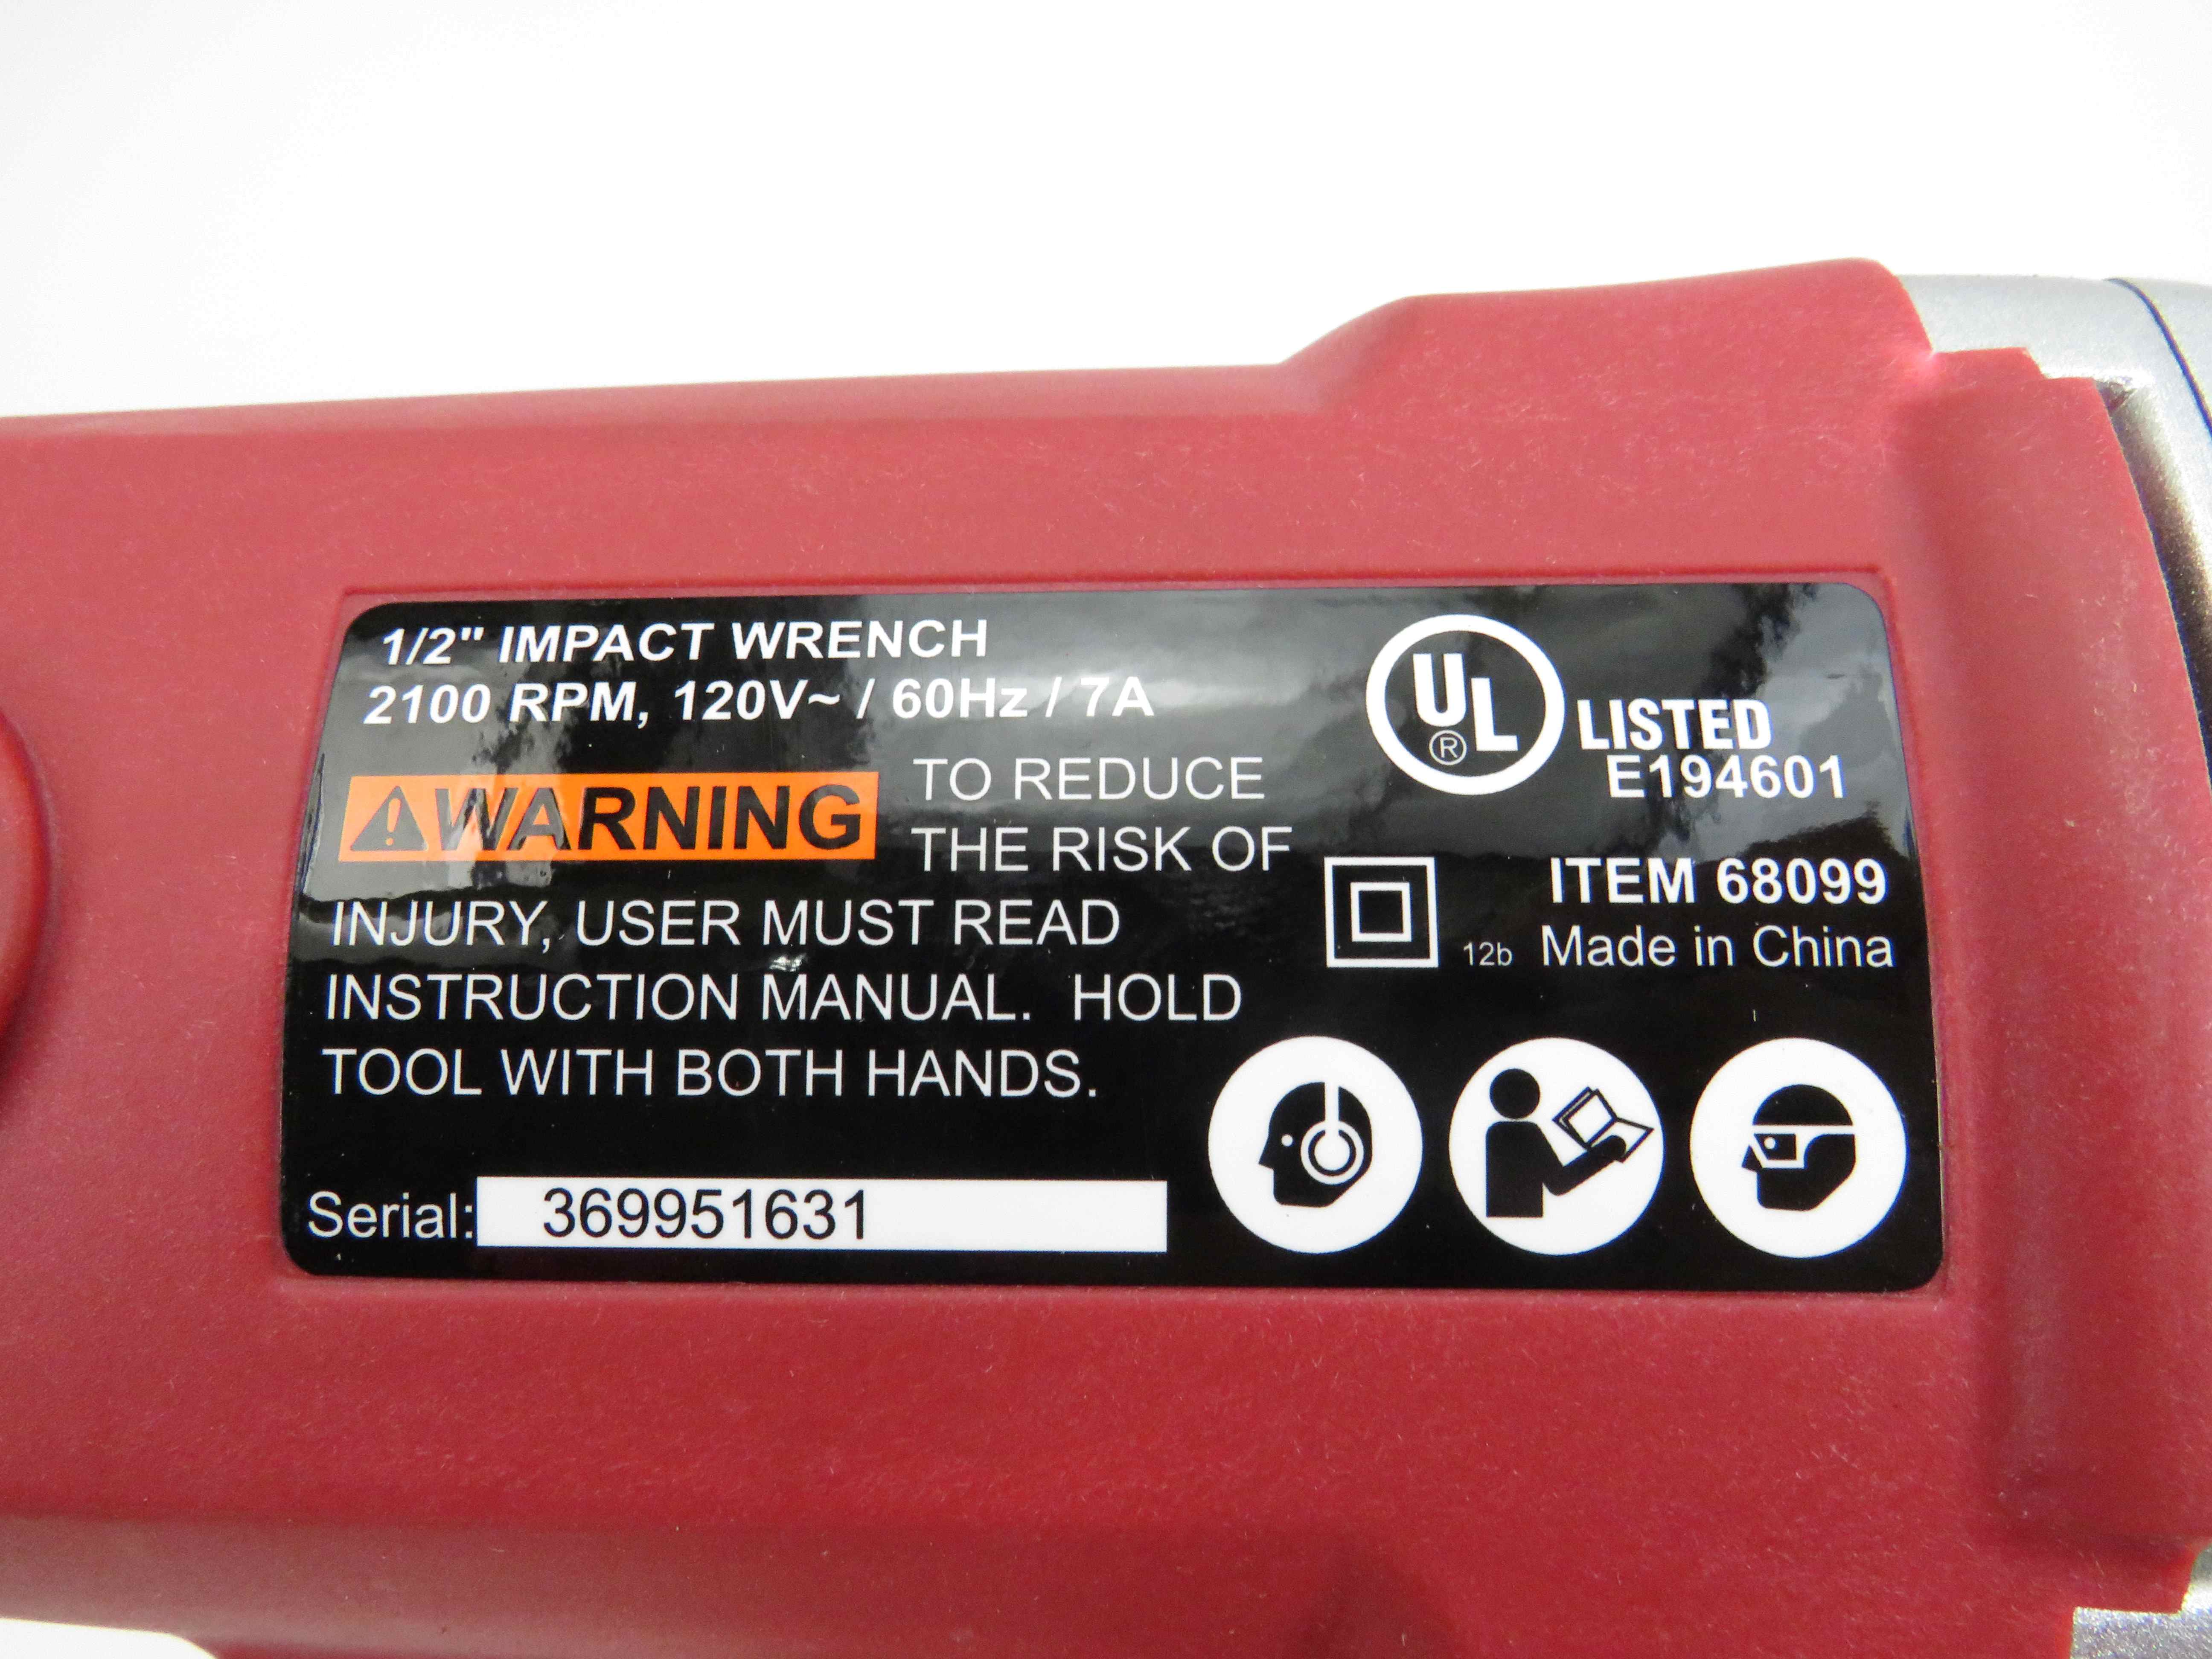 1/2" IMPACT WRENCH
2100 RPM, 120V~ / 60Hz / 7A
WARNING TO REDUCE
THE RISK OF
INJURY, USER MUST READ
INSTRUCTION MANUAL. HOLD
TOOL WITH BOTH HANDS.
Serial: 369951631
UL ®
LISTED
E194601
ITEM 68099
12b Made in China